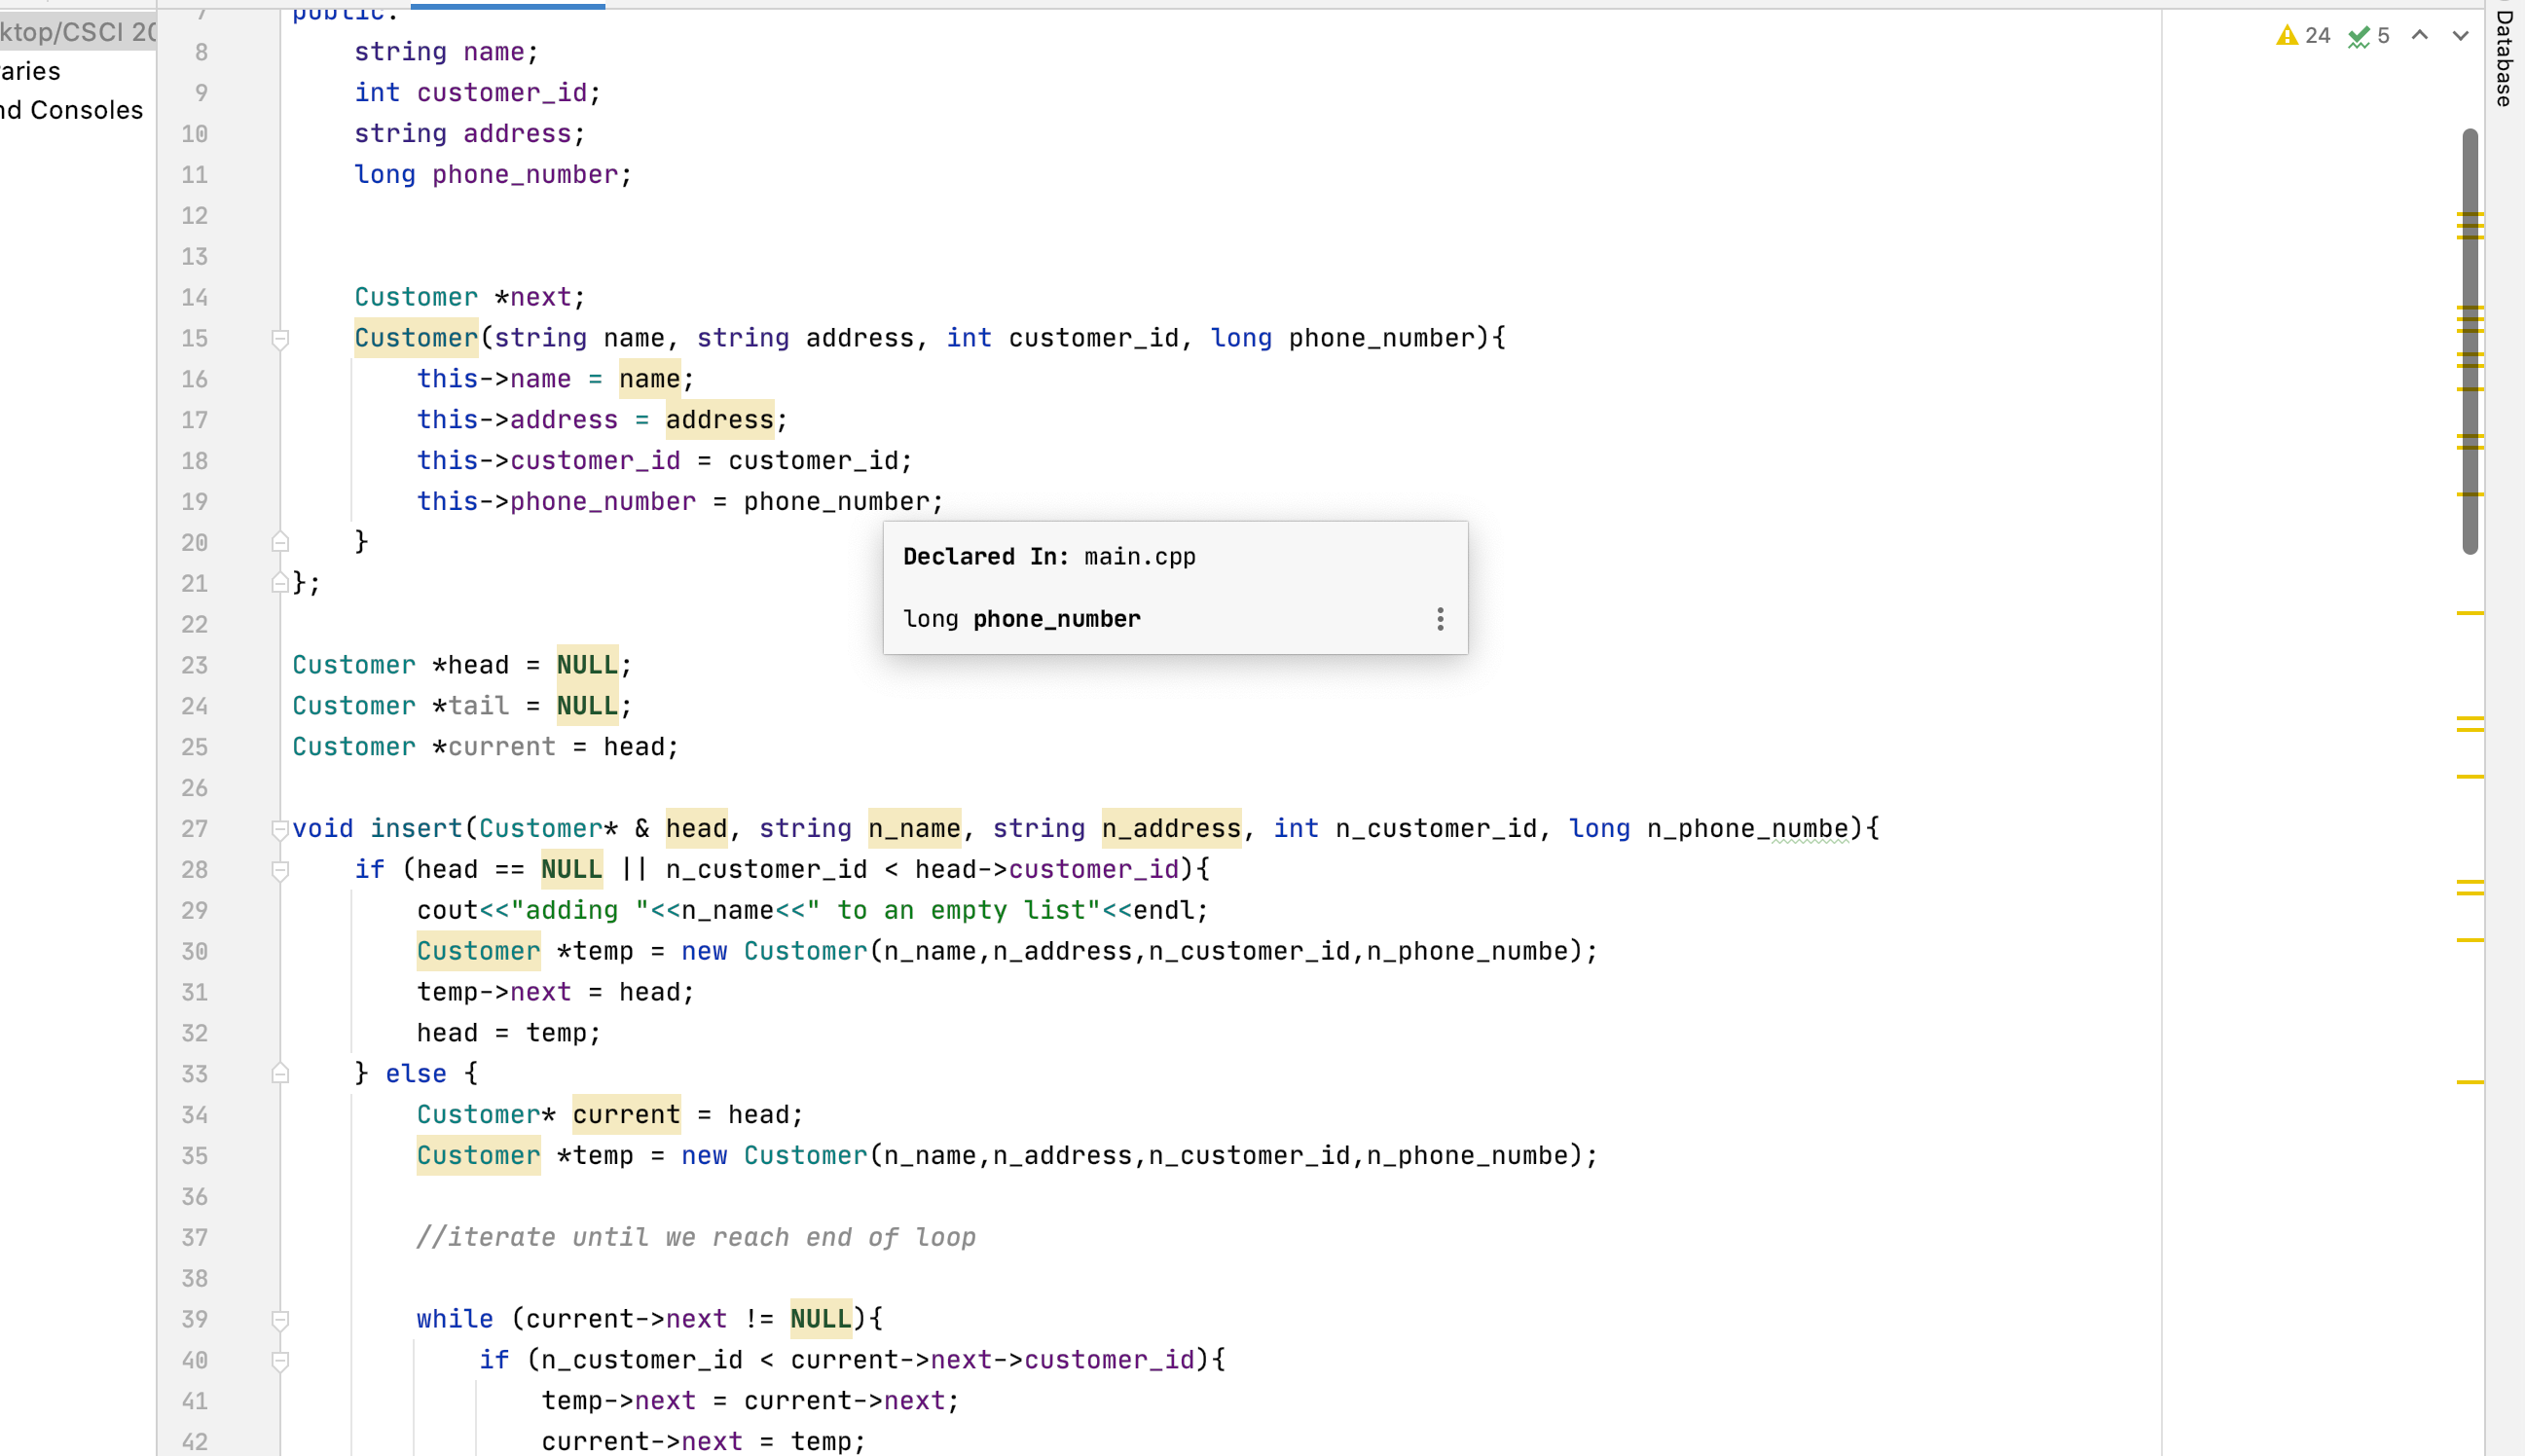 ktop/CSCI 20
aries
nd Consoles
24 5
Database
7 public:
8 string name;
9 int customer_id;
10 string address;
11 long phone_number;
12
13
14 Customer *next;
15 Customer(string name, string address, int customer_id, long phone_number){
16 this->name = name;
17 this->address = address;
18 this->customer_id = customer_id;
19 this->phone_number = phone_number;
20 }
21 };
22
Declared In: main.cpp
long phone_number
23 Customer *head = NULL;
24 Customer *tail = NULL;
25 Customer *current = head;
26
27 void insert(Customer* & head, string n_name, string n_address, int n_customer_id, long n_phone_numbe){
28 if (head == NULL || n_customer_id < head->customer_id){
29 cout<<"adding "<<n_name<<" to an empty list"<<endl;
30 Customer *temp = new Customer(n_name,n_address,n_customer_id,n_phone_numbe);
31 temp->next = head;
32 head = temp;
33 } else {
34 Customer* current = head;
35 Customer *temp = new Customer(n_name,n_address,n_customer_id,n_phone_numbe);
36
37 //iterate until we reach end of loop
38
39 while (current->next != NULL){
40 if (n_customer_id < current->next->customer_id){
41 temp->next = current->next;
42 current->next = temp;